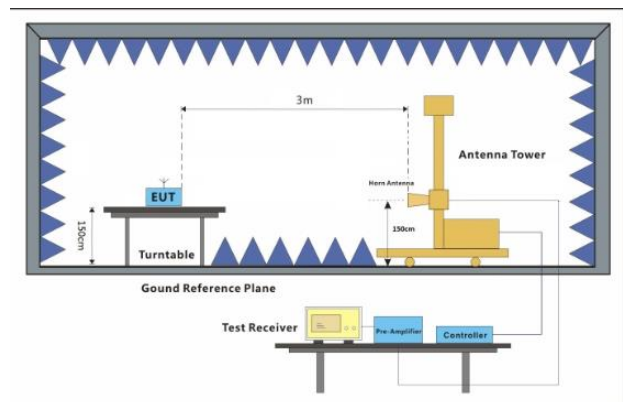 3m
Antenna Tower
Horn Antenna
EUT
150cm
150cm
Turntable
Gound Reference Plane
Test Receiver
Pre-Amplifier
Controller